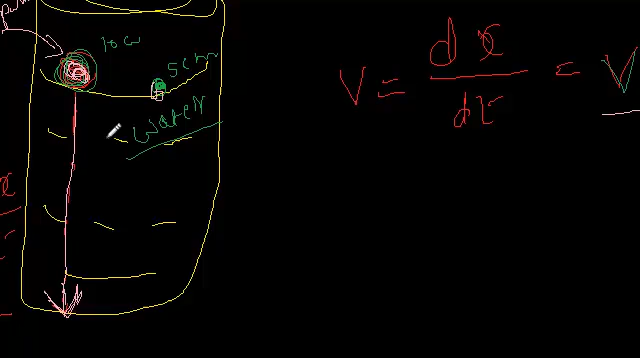 10cm
5cm
water
V = dx/dt = V